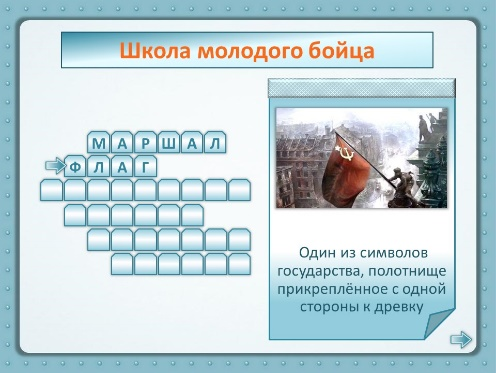 Школа молодого бойца
МАРШАЛ
ФЛАГ
Один из символов
государства, полотнище
прикреплённое с одной
стороны к древку